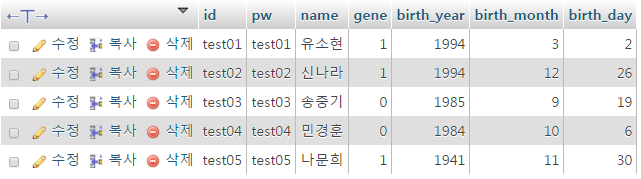 ←T→ id pw name gene birth_year birth_month birth_day
수정 복사 삭제 test01 test01 유소현 1 1994 3 2
수정 복사 삭제 test02 test02 신나라 1 1994 12 26
수정 복사 삭제 test03 test03 송중기 0 1985 9 19
수정 복사 삭제 test04 test04 민경훈 0 1984 10 6
수정 복사 삭제 test05 test05 나문희 1 1941 11 30